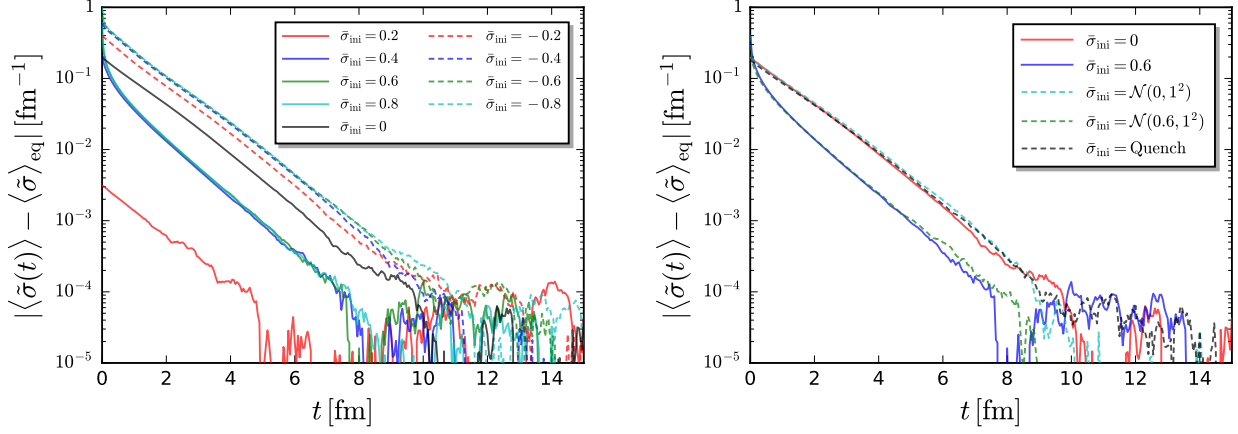 1
10⁻¹
10⁻²
10⁻³
10⁻⁴
10⁻⁵
0 2 4 6 8 10 12 14
|⟨σ̃(t)⟩ − ⟨σ̃⟩eq| [fm⁻¹]
t [fm]
σ̄ini = 0.2
σ̄ini = 0.4
σ̄ini = 0.6
σ̄ini = 0.8
σ̄ini = 0
σ̄ini = −0.2
σ̄ini = −0.4
σ̄ini = −0.6
σ̄ini = −0.8
1
10⁻¹
10⁻²
10⁻³
10⁻⁴
10⁻⁵
0 2 4 6 8 10 12 14
|⟨σ̃(t)⟩ − ⟨σ̃⟩eq| [fm⁻¹]
t [fm]
σ̄ini = 0
σ̄ini = 0.6
σ̄ini = 𝒩(0, 1²)
σ̄ini = 𝒩(0.6, 1²)
σ̄ini = Quench